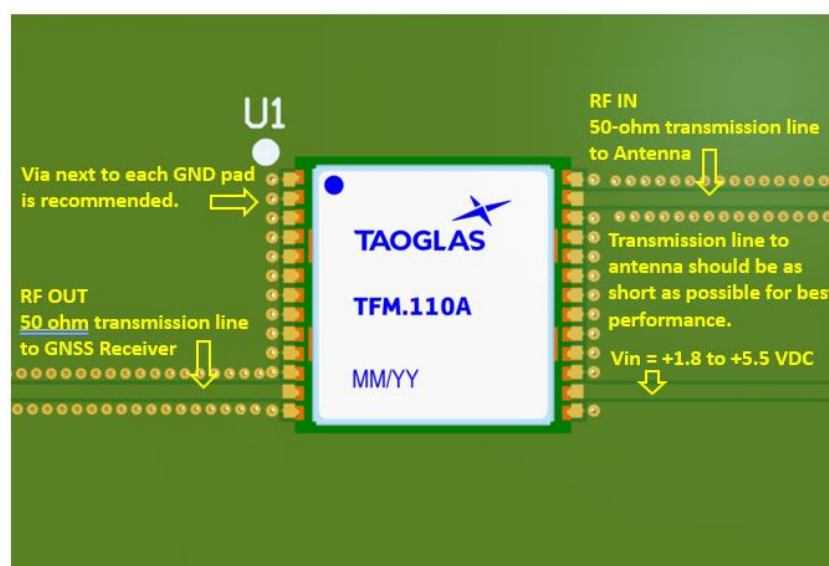 U1
RF IN
50-ohm transmission line
to Antenna
Via next to each GND pad
is recommended.
TAOGLAS
TFM.110A
MM/YY
Transmission line to
antenna should be as
short as possible for best
performance.
RF OUT
50 ohm transmission line
to GNSS Receiver
Vin = +1.8 to +5.5 VDC